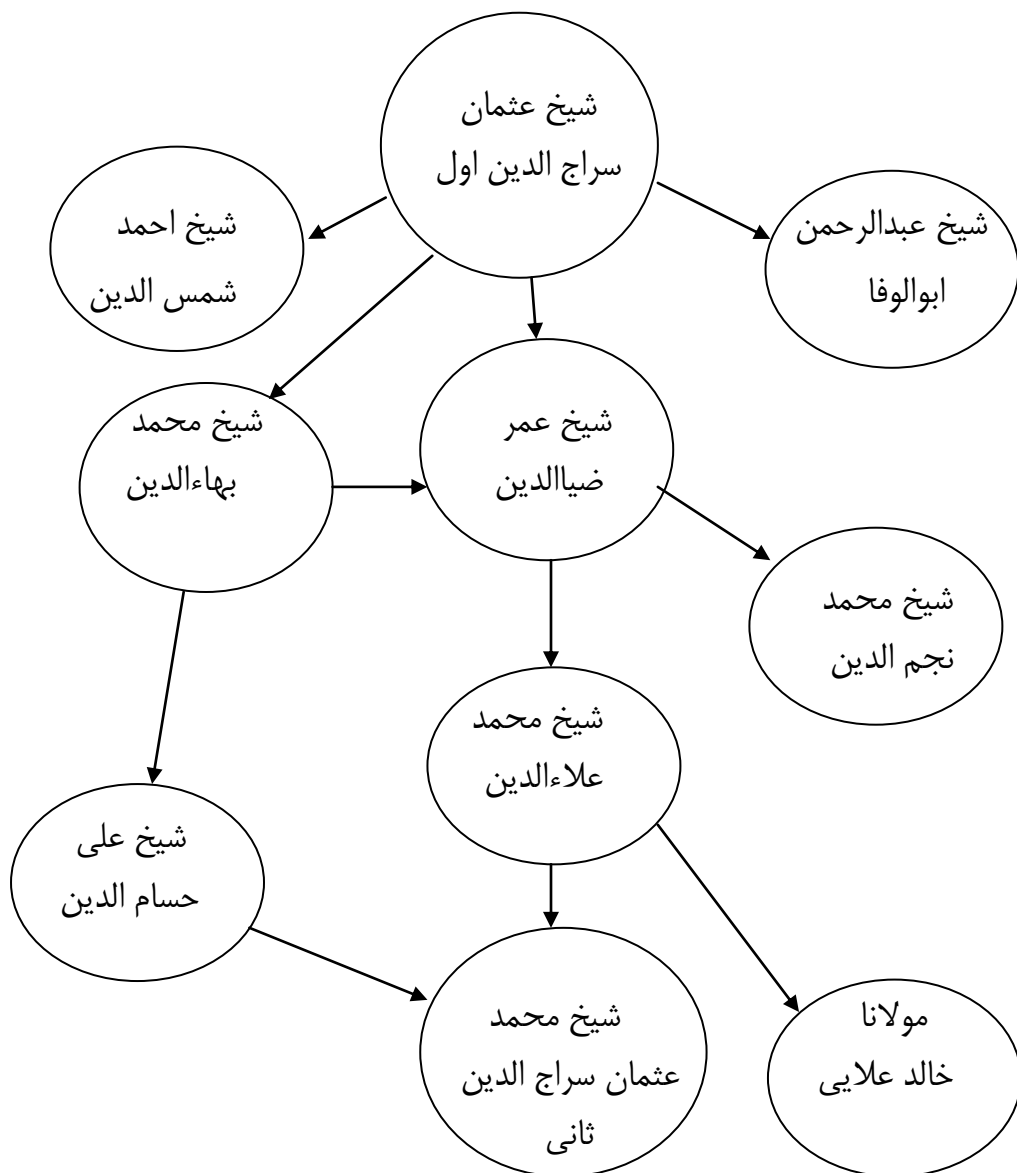 شیخ عثمان
سراج الدین اول
شیخ عبدالرحمن
ابوالوفا
شیخ احمد
شمس الدین
شیخ عمر
ضیاالدین
شیخ محمد
بهاءالدین
شیخ محمد
نجم الدین
شیخ محمد
علاءالدین
شیخ علی
حسام الدین
شیخ محمد
عثمان سراج الدین
ثانی
مولانا
خالد علایی